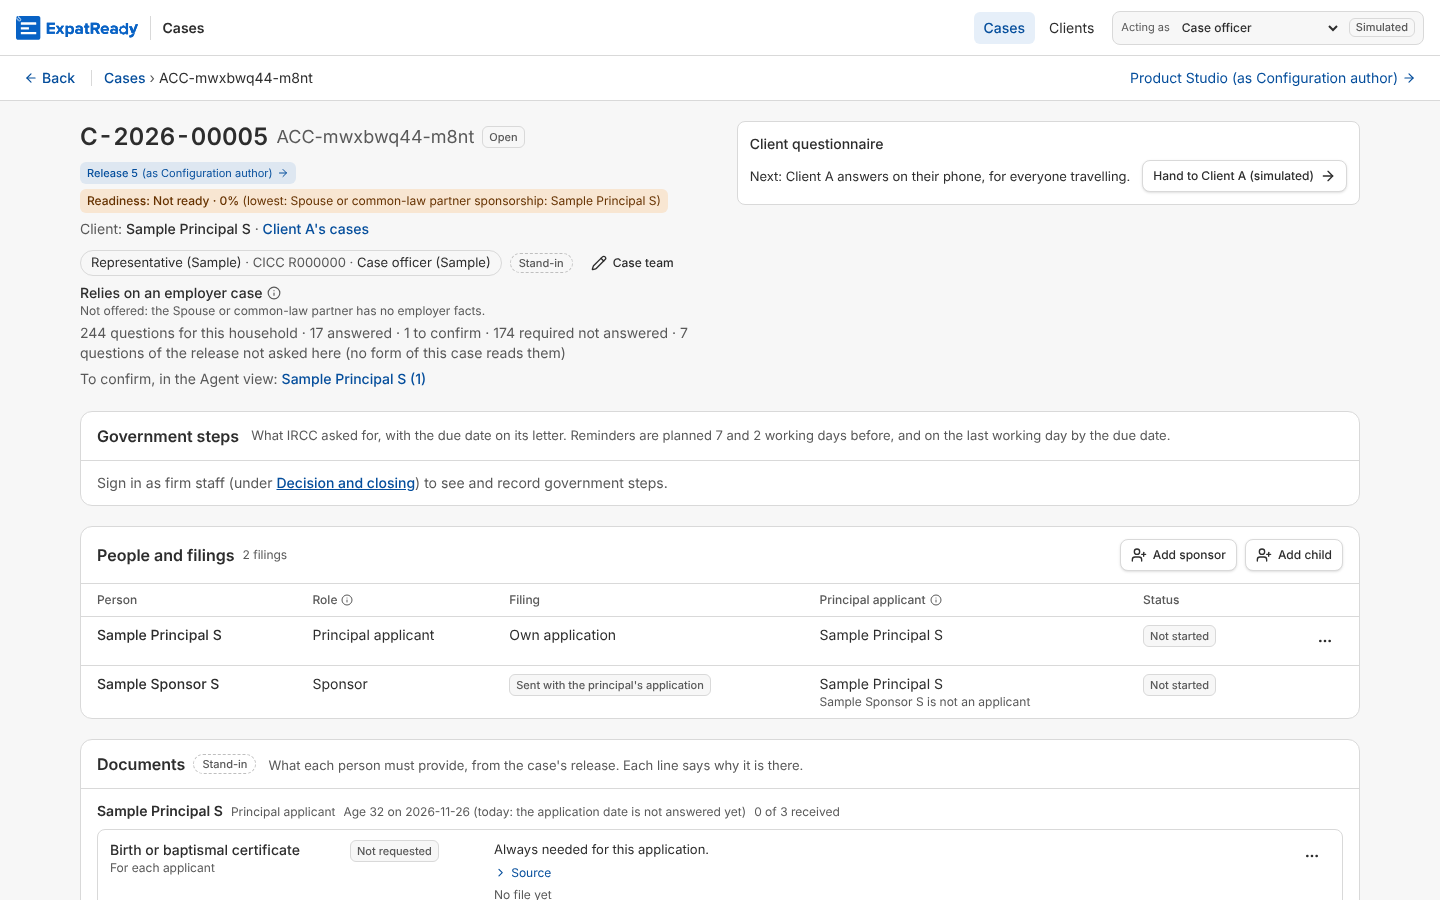 ExpatReady
Cases
Cases
Clients
Acting as
Case officer
Simulated
Back
Cases › ACC-mwxbwq44-m8nt
Product Studio (as Configuration author)
C-2026-00005 ACC-mwxbwq44-m8nt Open
Release 5 (as Configuration author)
Readiness: Not ready · 0% (lowest: Spouse or common-law partner sponsorship: Sample Principal S)
Client: Sample Principal S · Client A's cases
Representative (Sample) · CICC R000000 · Case officer (Sample) Stand-in Case team
Relies on an employer case
Not offered: the Spouse or common-law partner has no employer facts.
244 questions for this household · 17 answered · 1 to confirm · 174 required not answered · 7
questions of the release not asked here (no form of this case reads them)
To confirm, in the Agent view: Sample Principal S (1)
Client questionnaire
Next: Client A answers on their phone, for everyone travelling. Hand to Client A (simulated)
Government steps What IRCC asked for, with the due date on its letter. Reminders are planned 7 and 2 working days before, and on the last working day by the due date.
Sign in as firm staff (under Decision and closing) to see and record government steps.
People and filings 2 filings Add sponsor Add child
Person Role Filing Principal applicant Status
Sample Principal S Principal applicant Own application Sample Principal S Not started
Sample Sponsor S Sponsor Sent with the principal's application Sample Principal S Not started
Sample Sponsor S is not an applicant
Documents Stand-in What each person must provide, from the case's release. Each line says why it is there.
Sample Principal S Principal applicant Age 32 on 2026-11-26 (today: the application date is not answered yet) 0 of 3 received
Birth or baptismal certificate Not requested Always needed for this application.
For each applicant
Source
No file yet